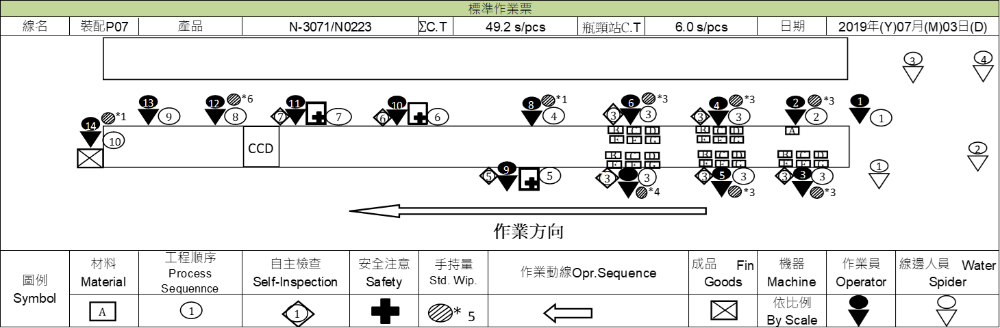 標準作業票
線名 裝配P07 產品 N-3071/N0223 ΣC.T 49.2 s/pcs 瓶頸站C.T 6.0 s/pcs 日期 2019年(Y)07月(M)03日(D)
3 4
13 12 *6 11 10 8 *1 6 *3 4 *3 2 *3 1
*1 9 8 7 7 6 6 4 3 3 3 3 2 1
14 10
B C D B C D A
E F G E F G
CCD
2
B C D B C D B C D
E F G E F G E F G
9 5 3 1
5 5 3 3 3 3 3 3
*4 *3 *3
作業方向
圖例
Symbol
材料
Material
工程順序
Process
Sequennce
自主檢查
Self-Inspection
安全注意
Safety
手持量
Std. Wip.
作業動線Opr.Sequence
成品 Fin
Goods
機器
Machine
作業員
Operator
線邊人員 Water
Spider
A
1
1
* 5
依比例
By Scale